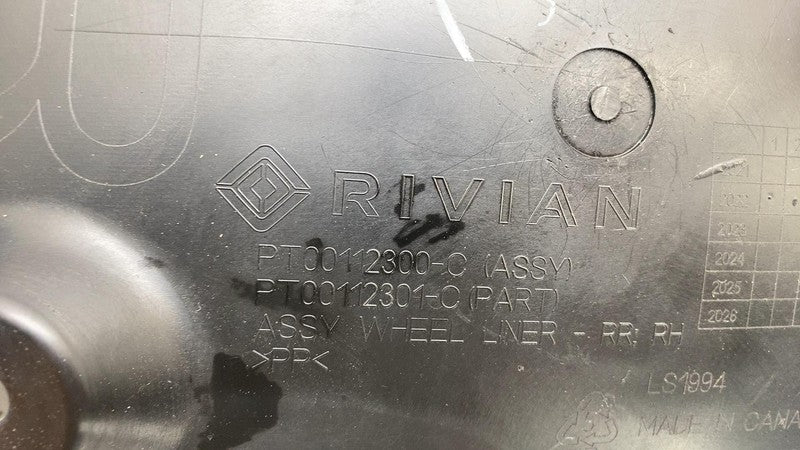 RIVIAN
PT00112300-C (ASSY)
PT00112301-C (PART)
ASSY WHEEL LINER - RR, RH
>PP<
1
2022
2023
2024
2025
2026
LS1994
MADE IN CANA